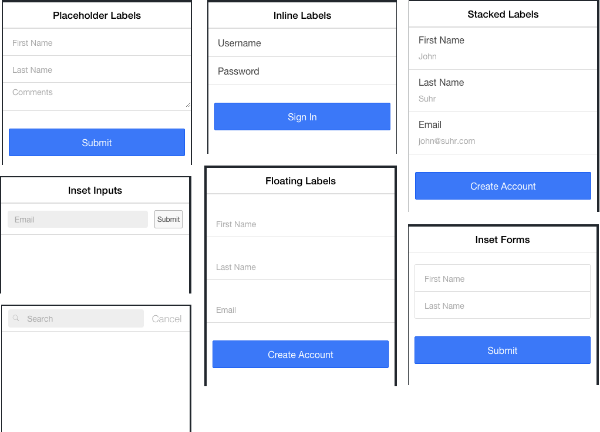 Placeholder Labels
First Name
Last Name
Comments
Submit
Inline Labels
Username
Password
Sign In
Stacked Labels
First Name
John
Last Name
Suhr
Email
john@suhr.com
Create Account
Inset Inputs
Email
Submit
Floating Labels
First Name
Last Name
Email
Create Account
Inset Forms
First Name
Last Name
Submit
Search
Cancel